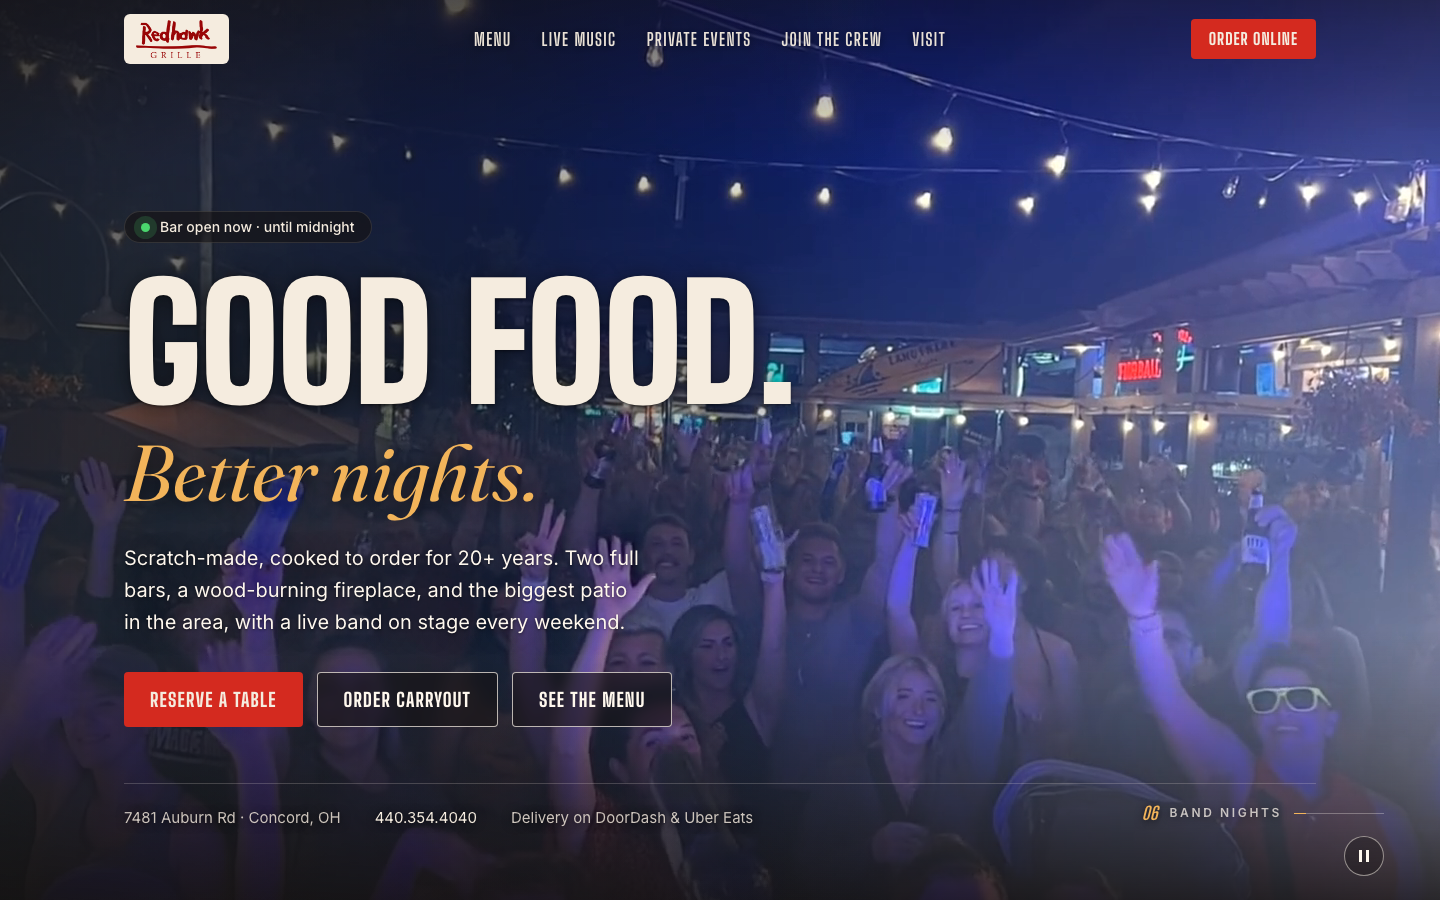 Redhawk
GRILLE
MENU
LIVE MUSIC
PRIVATE EVENTS
JOIN THE CREW
VISIT
ORDER ONLINE
Bar open now · until midnight
GOOD FOOD.
Better nights.
Scratch-made, cooked to order for 20+ years. Two full
bars, a wood-burning fireplace, and the biggest patio
in the area, with a live band on stage every weekend.
RESERVE A TABLE
ORDER CARRYOUT
SEE THE MENU
7481 Auburn Rd · Concord, OH
440.354.4040
Delivery on DoorDash & Uber Eats
06 BAND NIGHTS
LANDSHARK
FIREBALL